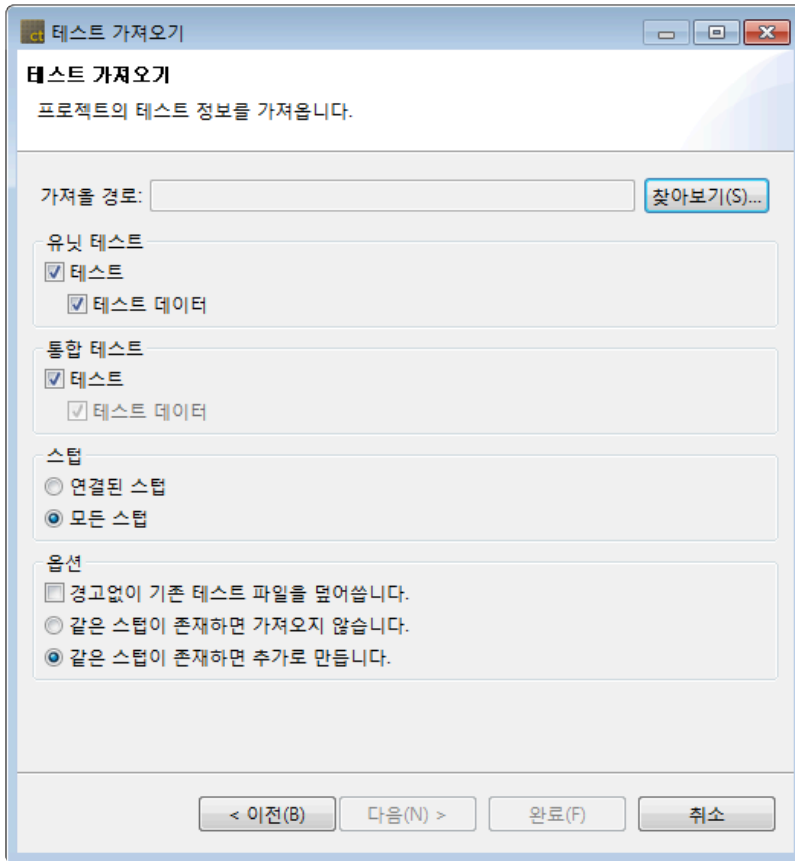 ct 테스트 가져오기
테스트 가져오기
프로젝트의 테스트 정보를 가져옵니다.
가져올 경로: 찾아보기(S)...
유닛 테스트
테스트
테스트 데이터
통합 테스트
테스트
테스트 데이터
스텁
연결된 스텁
모든 스텁
옵션
경고없이 기존 테스트 파일을 덮어씁니다.
같은 스텁이 존재하면 가져오지 않습니다.
같은 스텁이 존재하면 추가로 만듭니다.
< 이전(B) 다음(N) > 완료(F) 취소